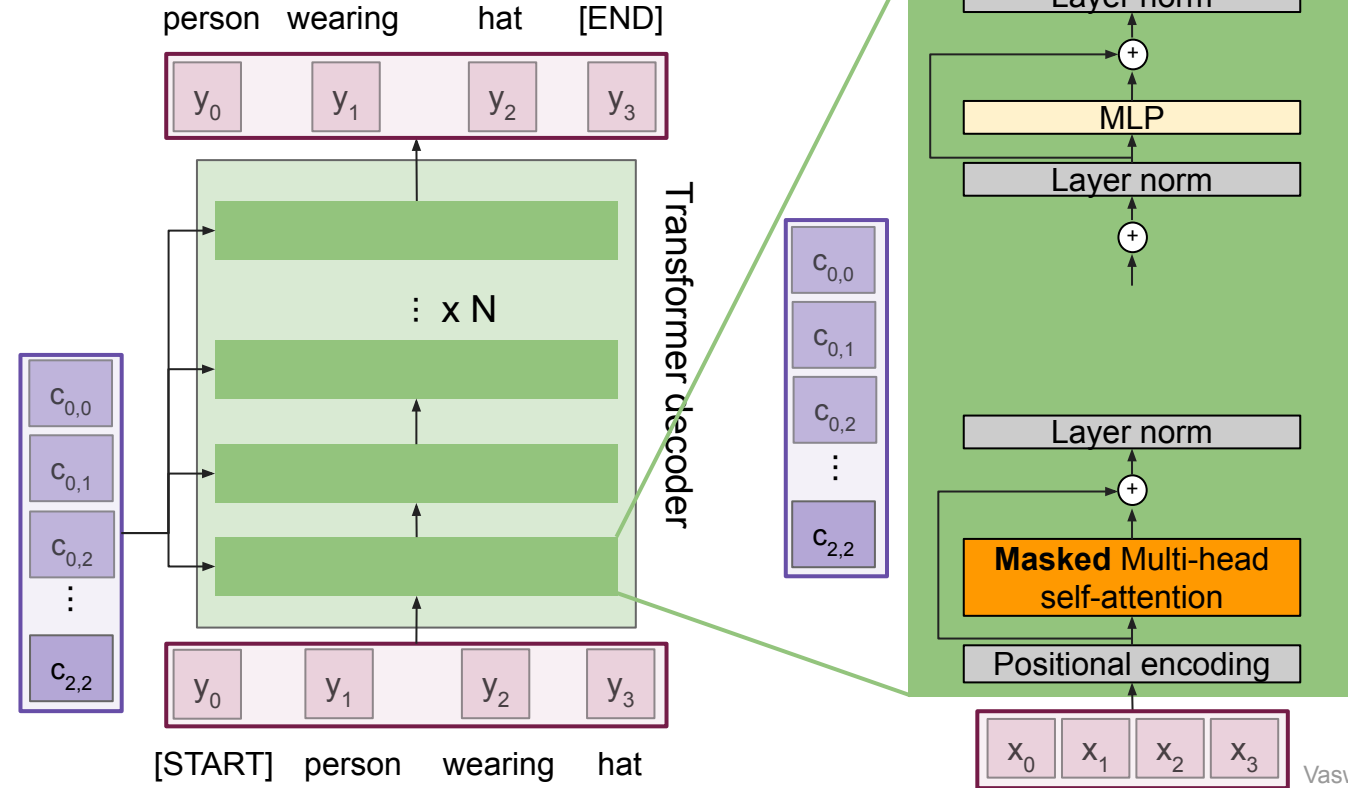 person wearing hat [END]
y0 y1 y2 y3
Transformer decoder
⋮ x N
c0,0
c0,1
c0,2
⋮
c2,2
y0 y1 y2 y3
[START] person wearing hat
Layer norm
+
MLP
Layer norm
+
c0,0
c0,1
c0,2
⋮
c2,2
Layer norm
+
Masked Multi-head
self-attention
Positional encoding
x0 x1 x2 x3